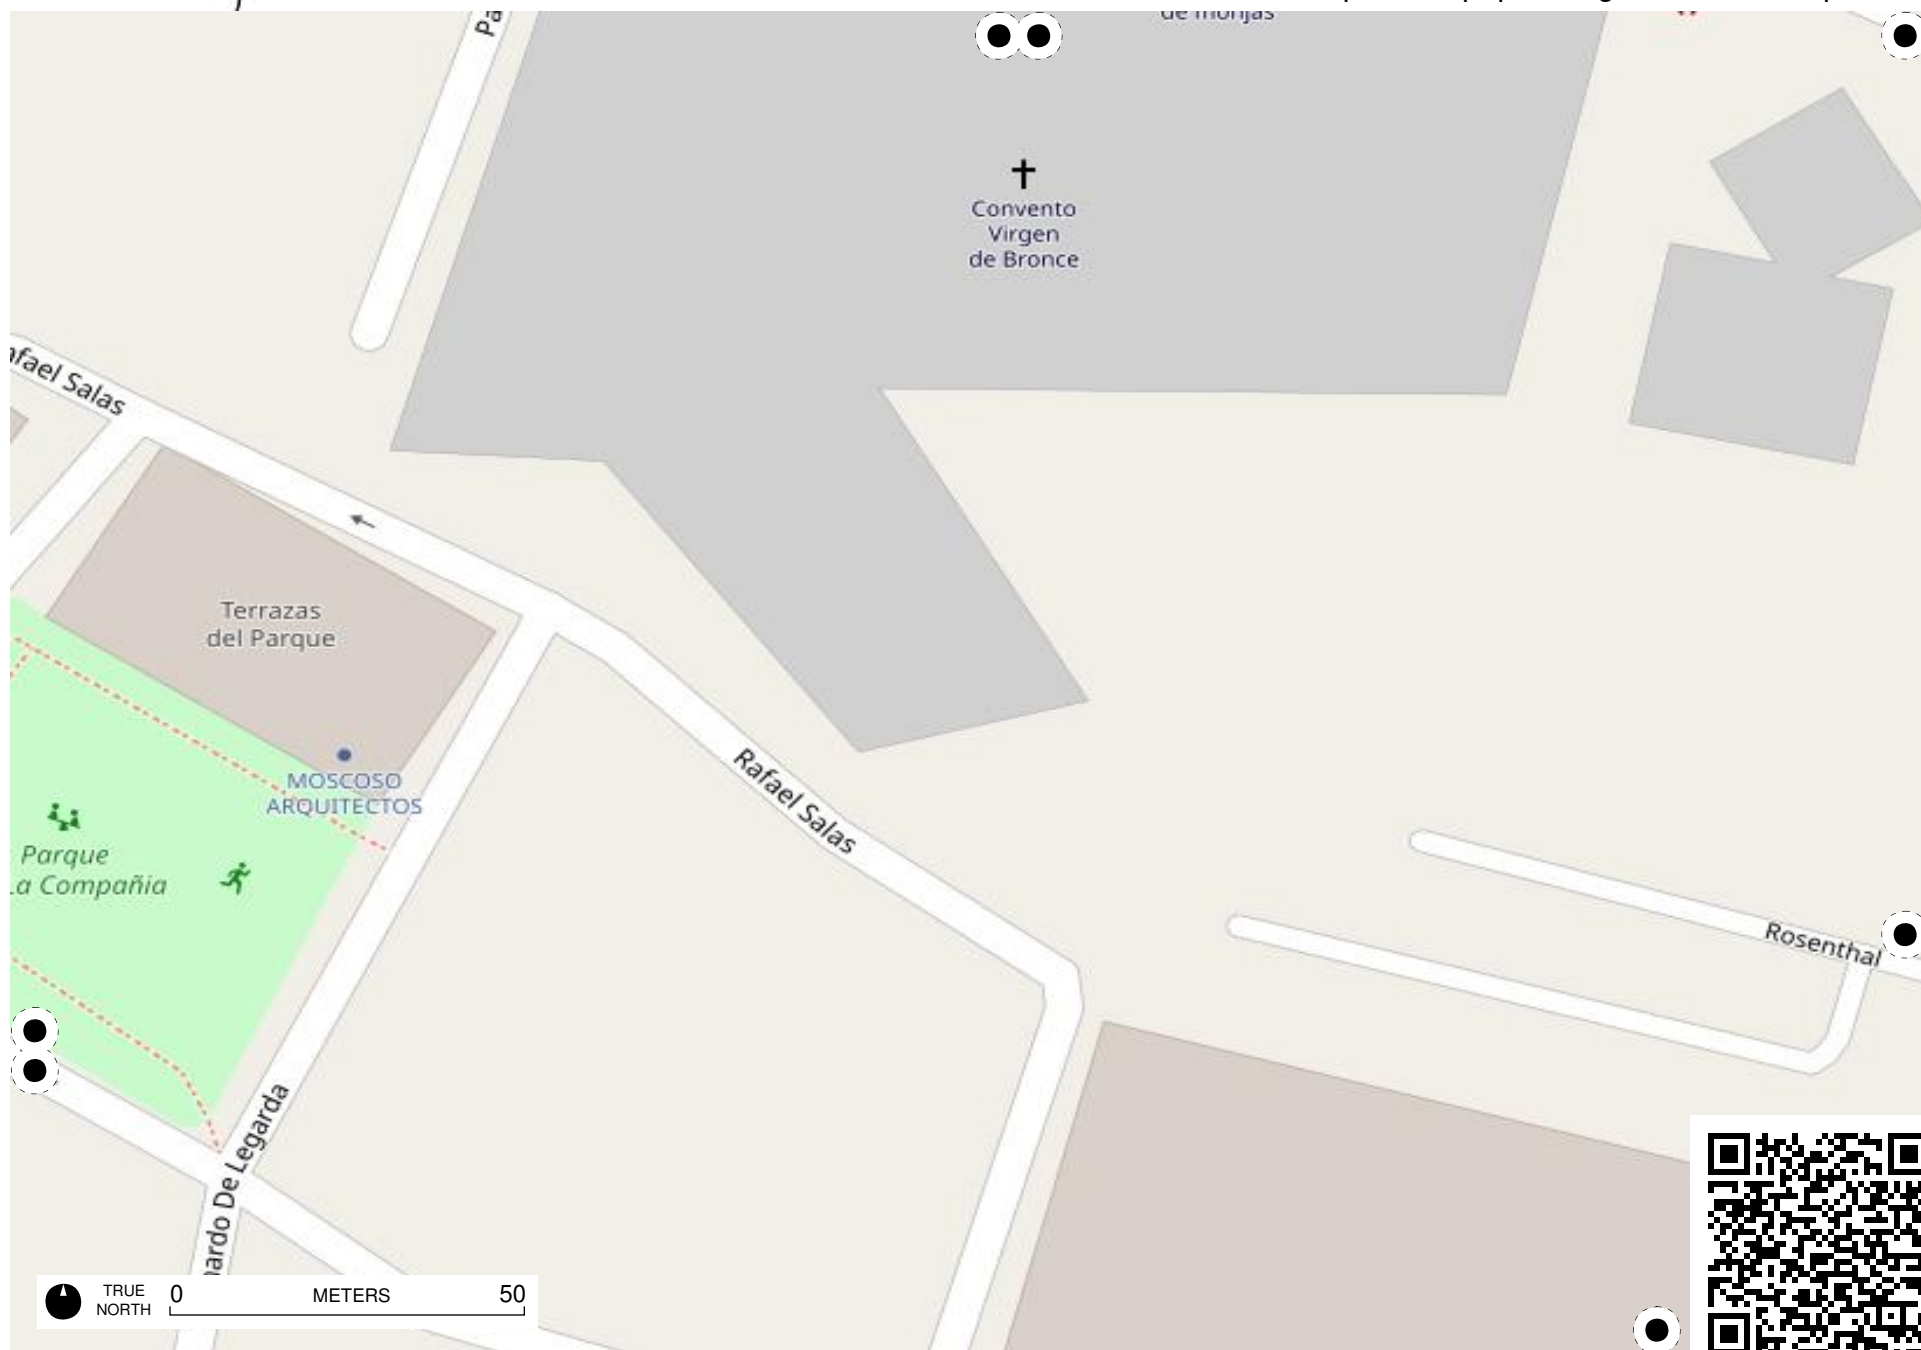 de monjas
Pa
Convento
Virgen
de Bronce
afael Salas
Terrazas
del Parque
MOSCOSO
ARQUITECTOS
Rafael Salas
Parque
La Compañia
Rosenthal
nardo De Legarda
TRUE
NORTH
0 METERS 50